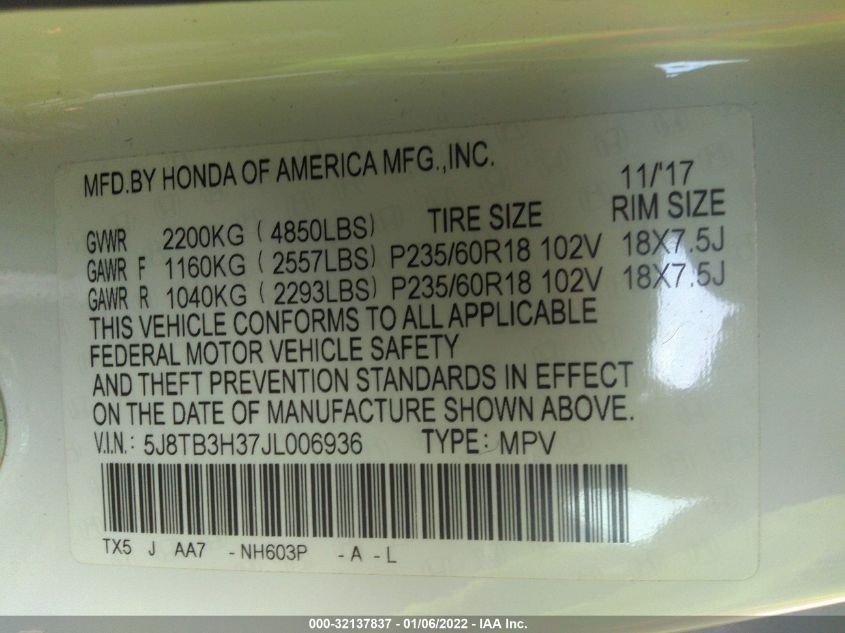 MFD.BY HONDA OF AMERICA MFG.,INC. 11/'17
GVWR 2200KG ( 4850LBS) TIRE SIZE RIM SIZE
GAWR F 1160KG ( 2557LBS) P235/60R18 102V 18X7.5J
GAWR R 1040KG ( 2293LBS) P235/60R18 102V 18X7.5J
THIS VEHICLE CONFORMS TO ALL APPLICABLE
FEDERAL MOTOR VEHICLE SAFETY
AND THEFT PREVENTION STANDARDS IN EFFECT
ON THE DATE OF MANUFACTURE SHOWN ABOVE.
V.I.N.: 5J8TB3H37JL006936 TYPE: MPV
TX5 J AA7 -NH603P -A-L
000-32137837 - 01/06/2022 - IAA Inc.